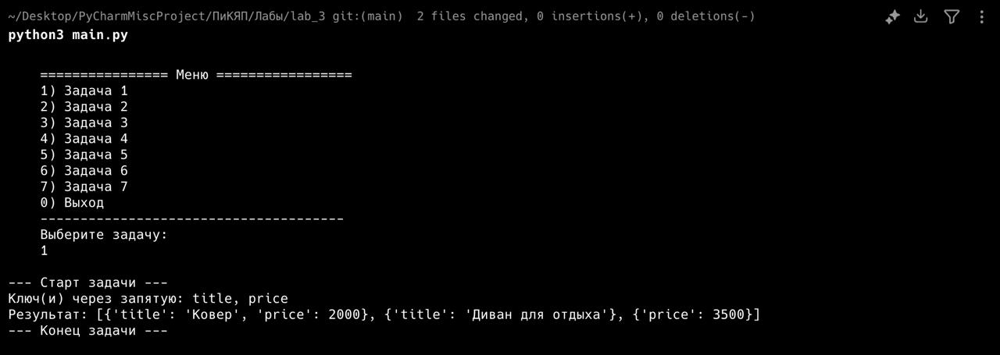 ~/Desktop/PyCharmMiscProject/ПиКЯП/Лабы/lab_3 git:(main)  2 files changed, 0 insertions(+), 0 deletions(-)
python3 main.py
================ Меню =================
1) Задача 1
2) Задача 2
3) Задача 3
4) Задача 4
5) Задача 5
6) Задача 6
7) Задача 7
0) Выход
--------------------------------------
Выберите задачу:
1
--- Старт задачи ---
Ключ(и) через запятую: title, price
Результат: [{'title': 'Ковер', 'price': 2000}, {'title': 'Диван для отдыха'}, {'price': 3500}]
--- Конец задачи ---